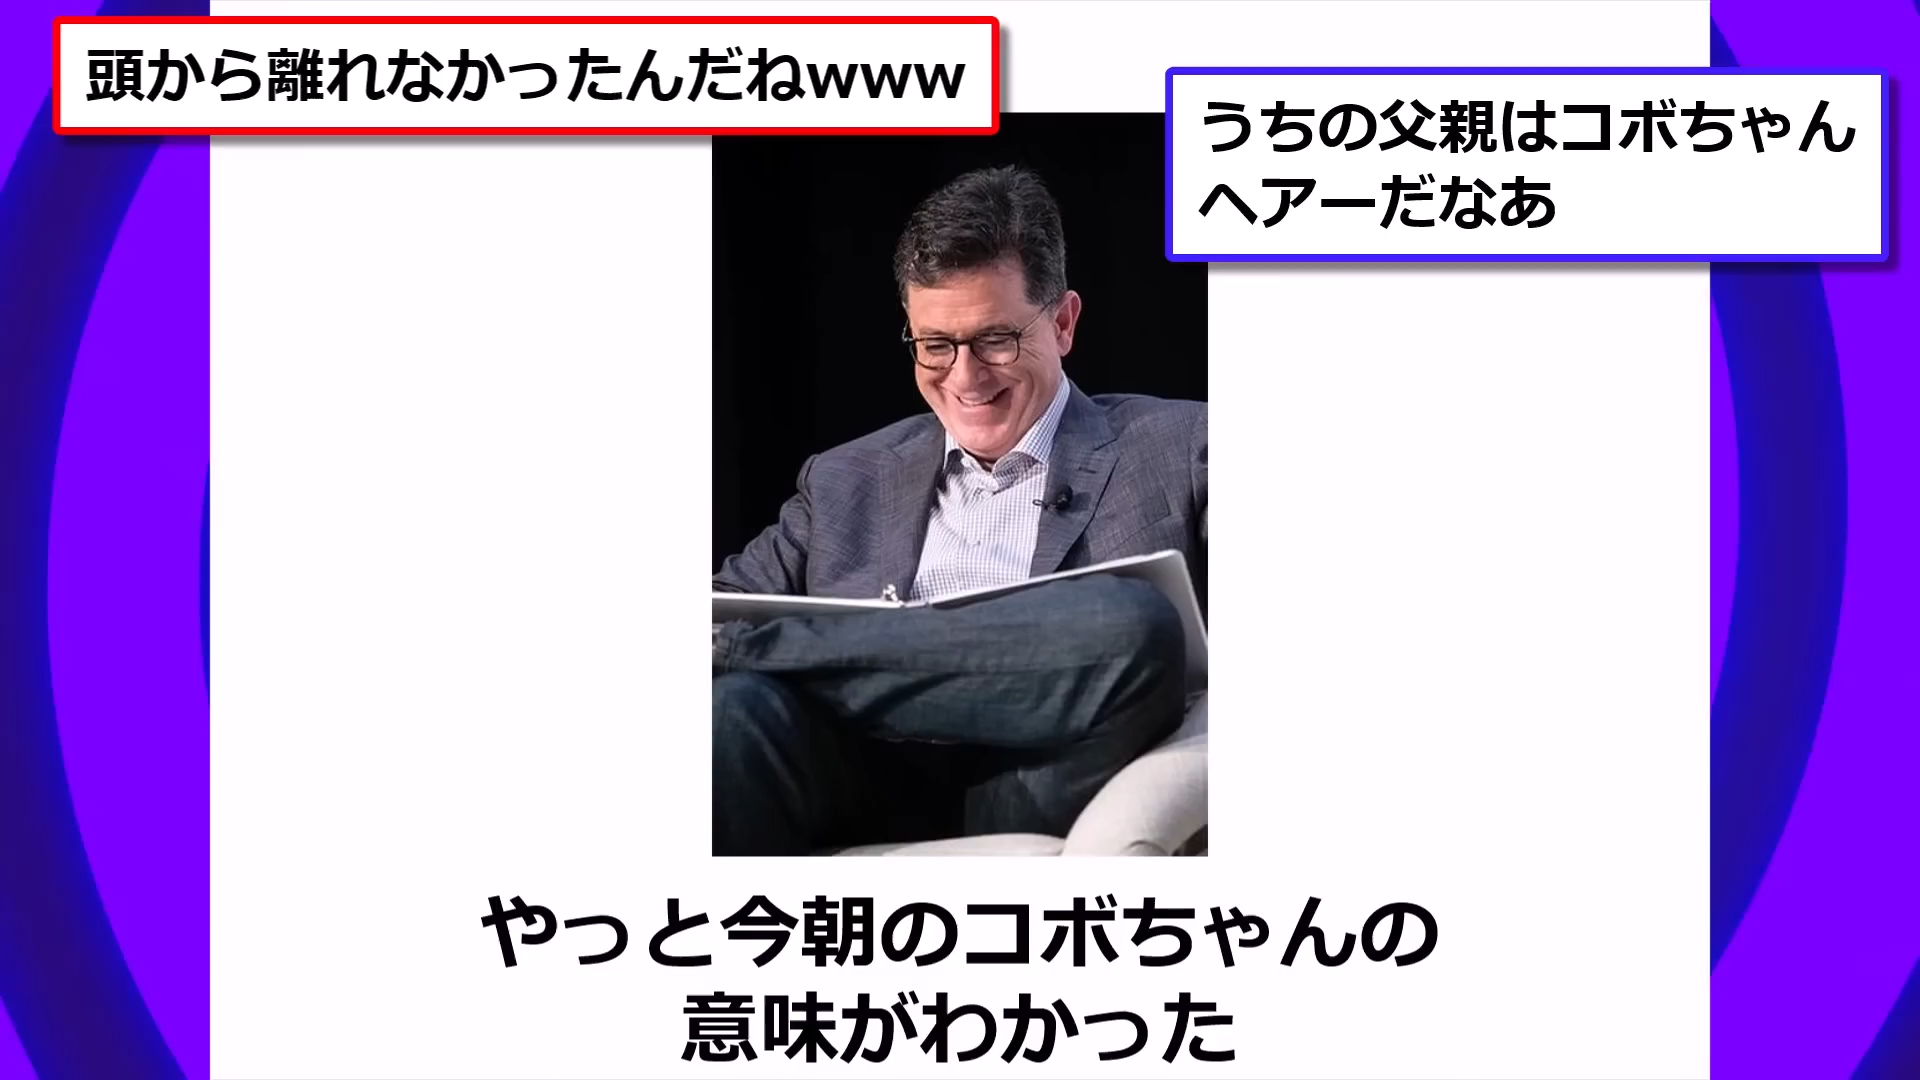 頭から離れなかったんだねwww
うちの父親はコボちゃん
ヘアーだなあ
やっと今朝のコボちゃんの
意味がわかった